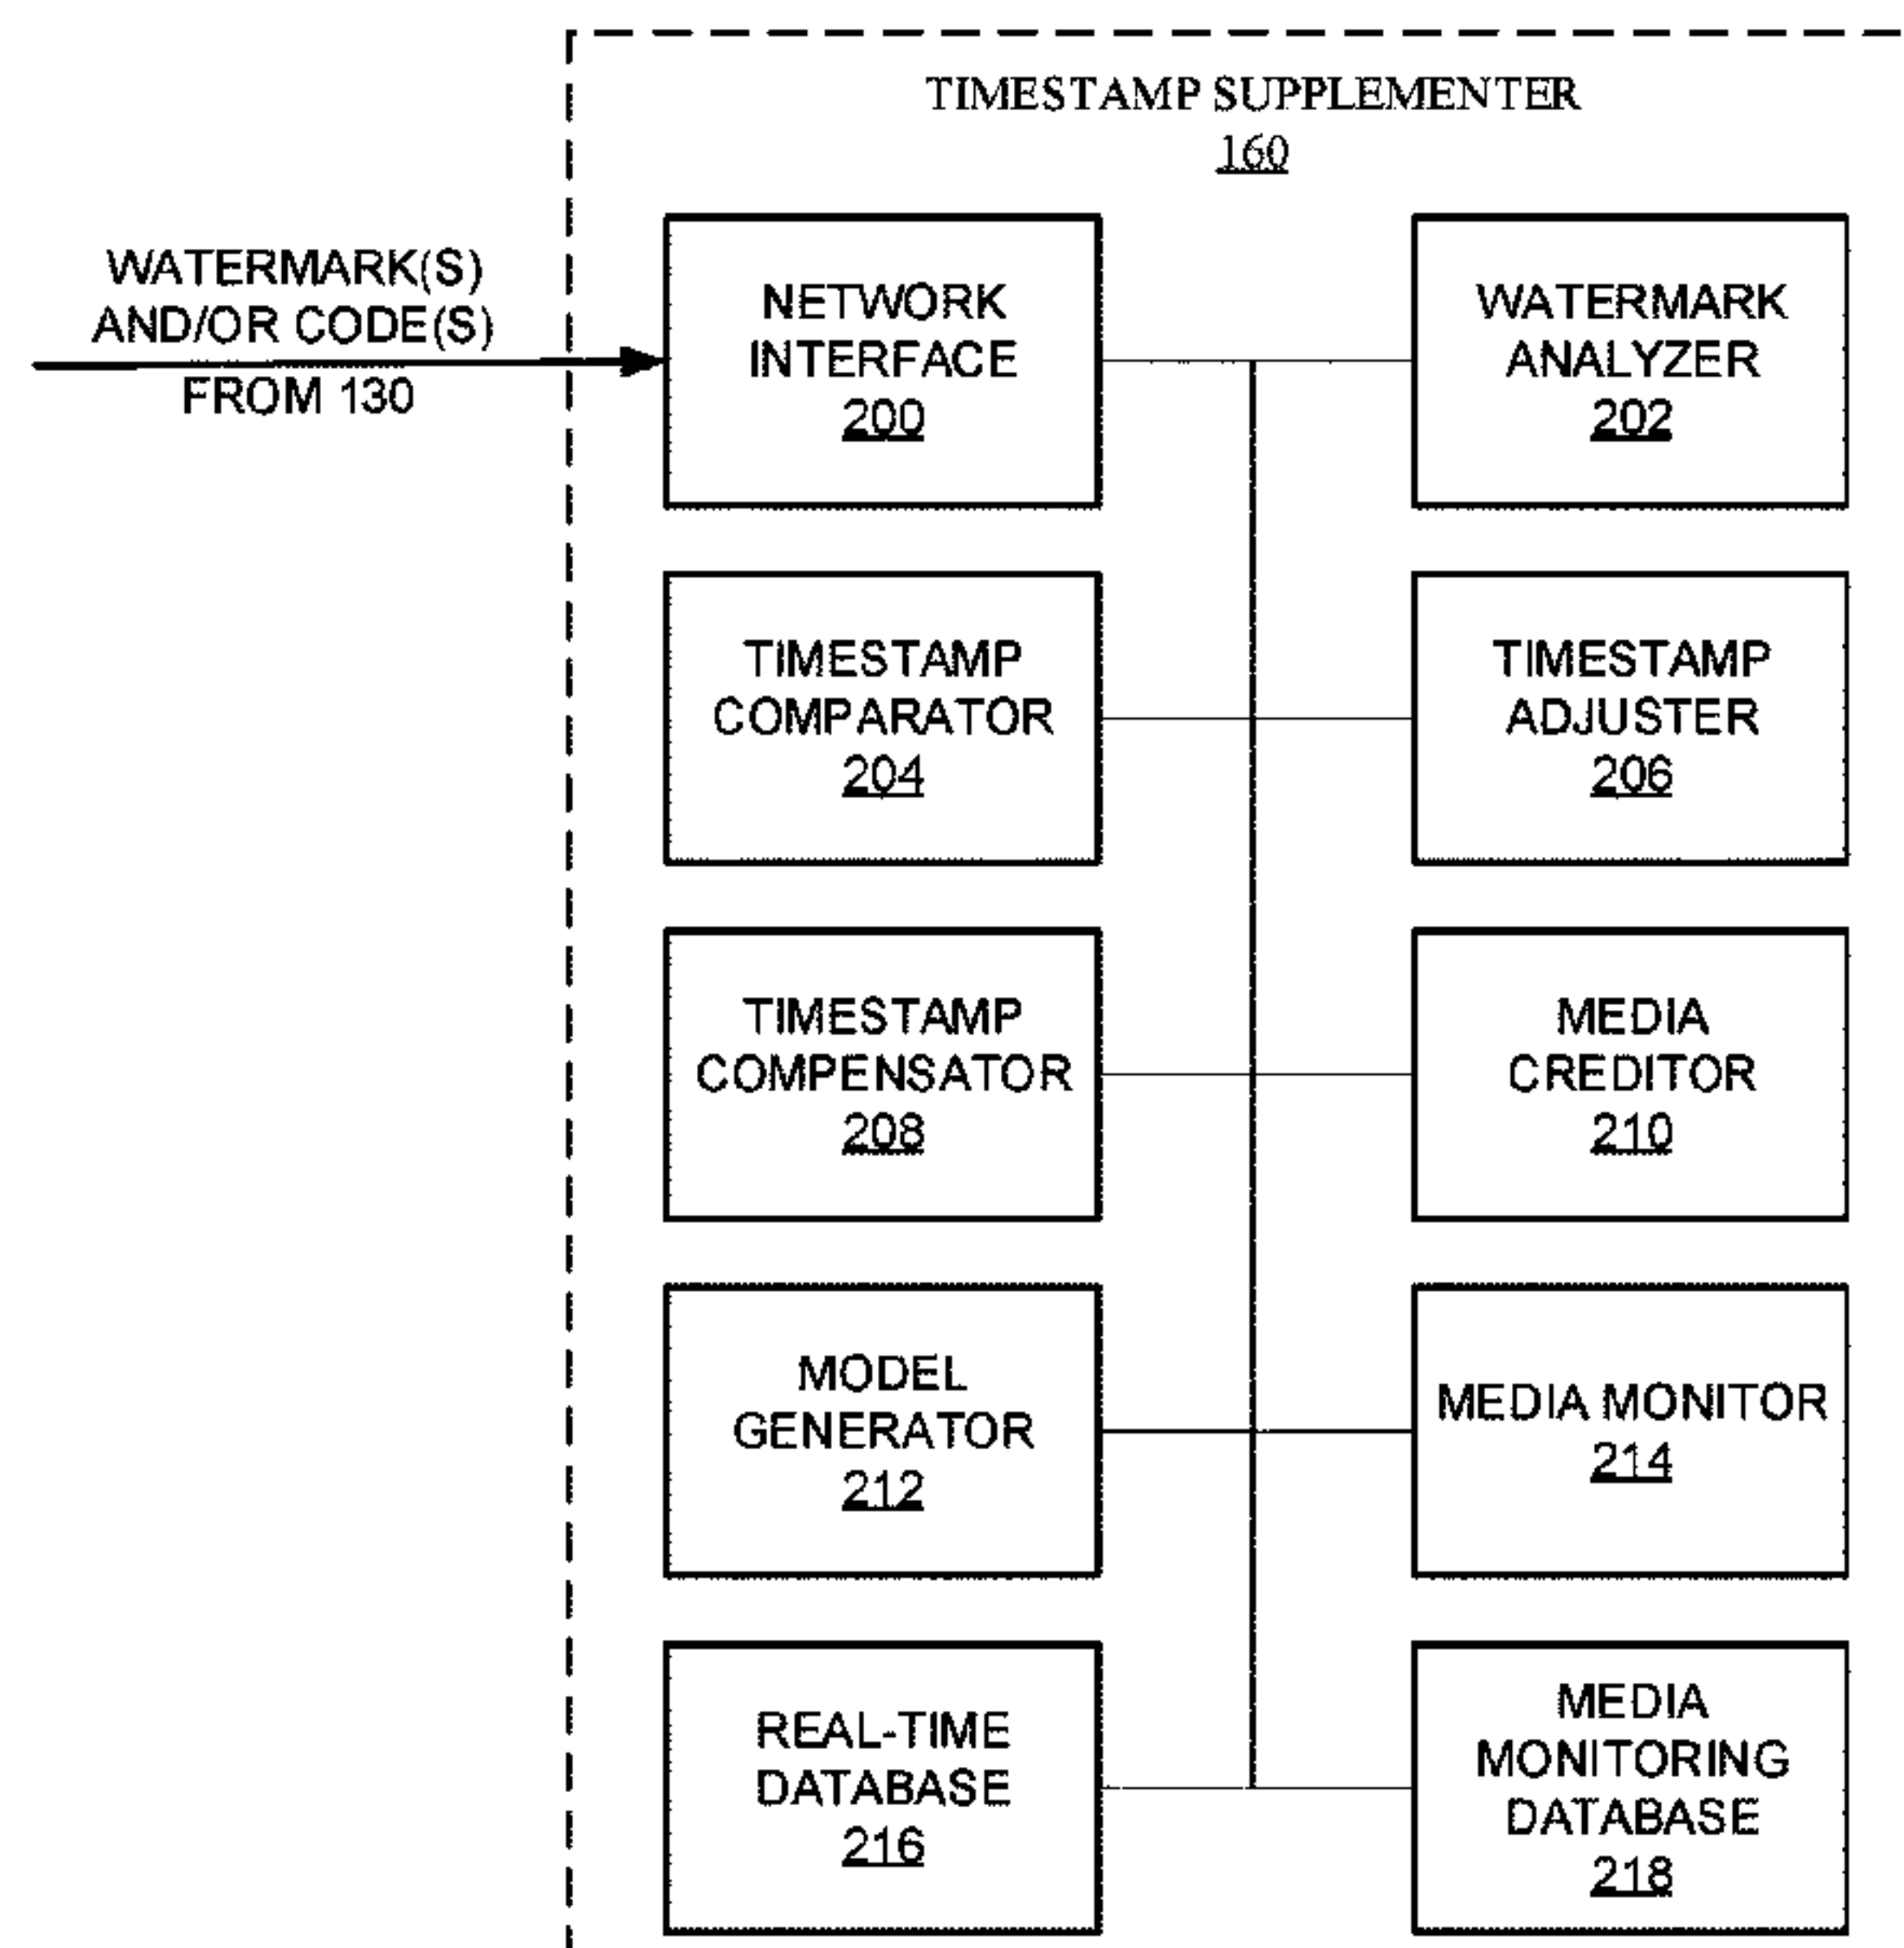 TIMESTAMP SUPPLEMENTER
160
WATERMARK(S)
AND/OR CODE(S)
FROM 130
NETWORK
INTERFACE
200
WATERMARK
ANALYZER
202
TIMESTAMP
COMPARATOR
204
TIMESTAMP
ADJUSTER
206
TIMESTAMP
COMPENSATOR
208
MEDIA
CREDITOR
210
MODEL
GENERATOR
212
MEDIA MONITOR
214
REAL-TIME
DATABASE
216
MEDIA
MONITORING
DATABASE
218